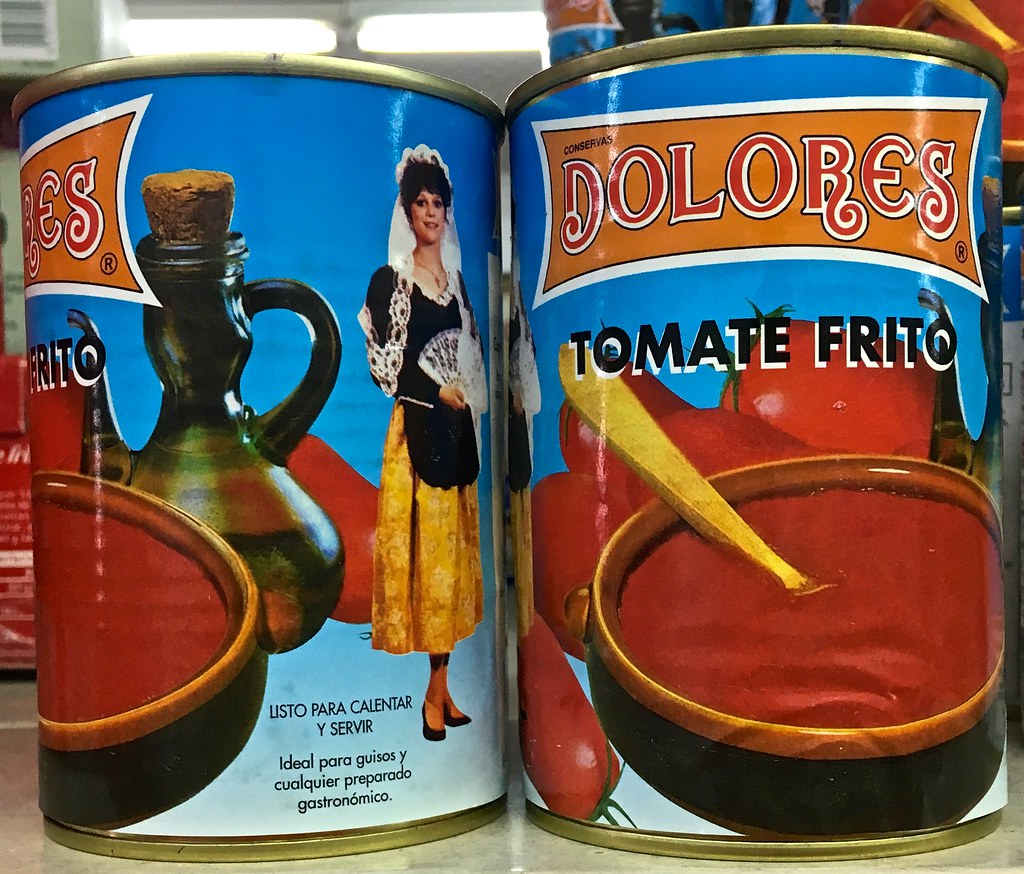 RES
®
FRITO
LISTO PARA CALENTAR
Y SERVIR
Ideal para guisos y
cualquier preparado
gastronómico.
CONSERVAS
DOLORES
®
TOMATE FRITO